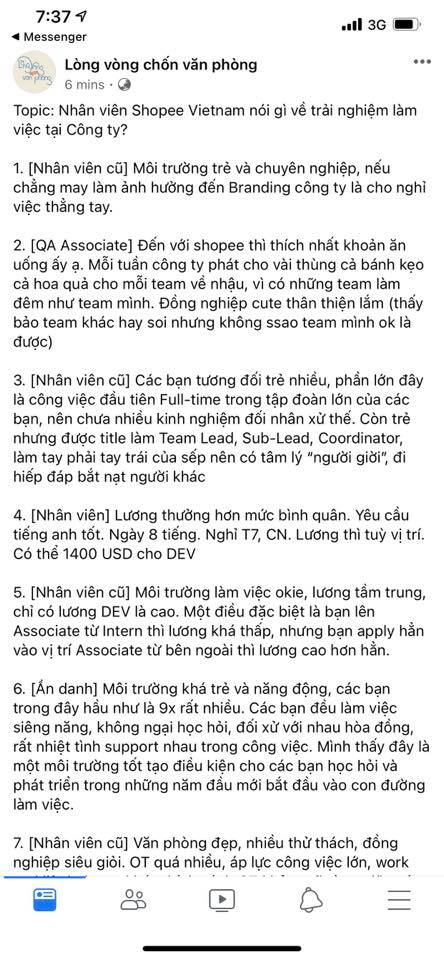 7:37
3G
Messenger
Lòng vòng chốn văn phòng
6 mins ·
Topic: Nhân viên Shopee Vietnam nói gì về trải nghiệm làm
việc tại Công ty?
1. [Nhân viên cũ] Môi trường trẻ và chuyên nghiệp, nếu
chẳng may làm ảnh hưởng đến Branding công ty là cho nghỉ
việc thẳng tay.
2. [QA Associate] Đến với shopee thì thích nhất khoản ăn
uống ấy ạ. Mỗi tuần công ty phát cho vài thùng cả bánh kẹo
cả hoa quả cho mỗi team về nhậu, vì có những team làm
đêm như team mình. Đồng nghiệp cute thân thiện lắm (thấy
bảo team khác hay soi nhưng không ssao team mình ok là
được)
3. [Nhân viên cũ] Các bạn tương đối trẻ nhiều, phần lớn đây
là công việc đầu tiên Full-time trong tập đoàn lớn của các
bạn, nên chưa nhiều kinh nghiệm đối nhân xử thế. Còn trẻ
nhưng được title làm Team Lead, Sub-Lead, Coordinator,
làm tay phải tay trái của sếp nên có tâm lý “người giời”, đi
hiếp đáp bắt nạt người khác
4. [Nhân viên] Lương thưởng hơn mức bình quân. Yêu cầu
tiếng anh tốt. Ngày 8 tiếng. Nghỉ T7, CN. Lương thì tuỳ vị trí.
Có thể 1400 USD cho DEV
5. [Nhân viên cũ] Môi trường làm việc okie, lương tầm trung,
chỉ có lương DEV là cao. Một điều đặc biệt là bạn lên
Associate từ Intern thì lương khá thấp, nhưng bạn apply hẳn
vào vị trí Associate từ bên ngoài thì lương cao hơn hẳn.
6. [Ẩn danh] Môi trường khá trẻ và năng động, các bạn
trong đây hầu như là 9x rất nhiều. Các bạn đều làm việc
siêng năng, không ngại học hỏi, đối xử với nhau hòa đồng,
rất nhiệt tình support nhau trong công việc. Mình thấy đây là
một môi trường tốt tạo điều kiện cho các bạn học hỏi và
phát triển trong những năm đầu mới bắt đầu vào con đường
làm việc.
7. [Nhân viên cũ] Văn phòng đẹp, nhiều thử thách, đồng
nghiệp siêu giỏi. OT quá nhiều, áp lực công việc lớn, work